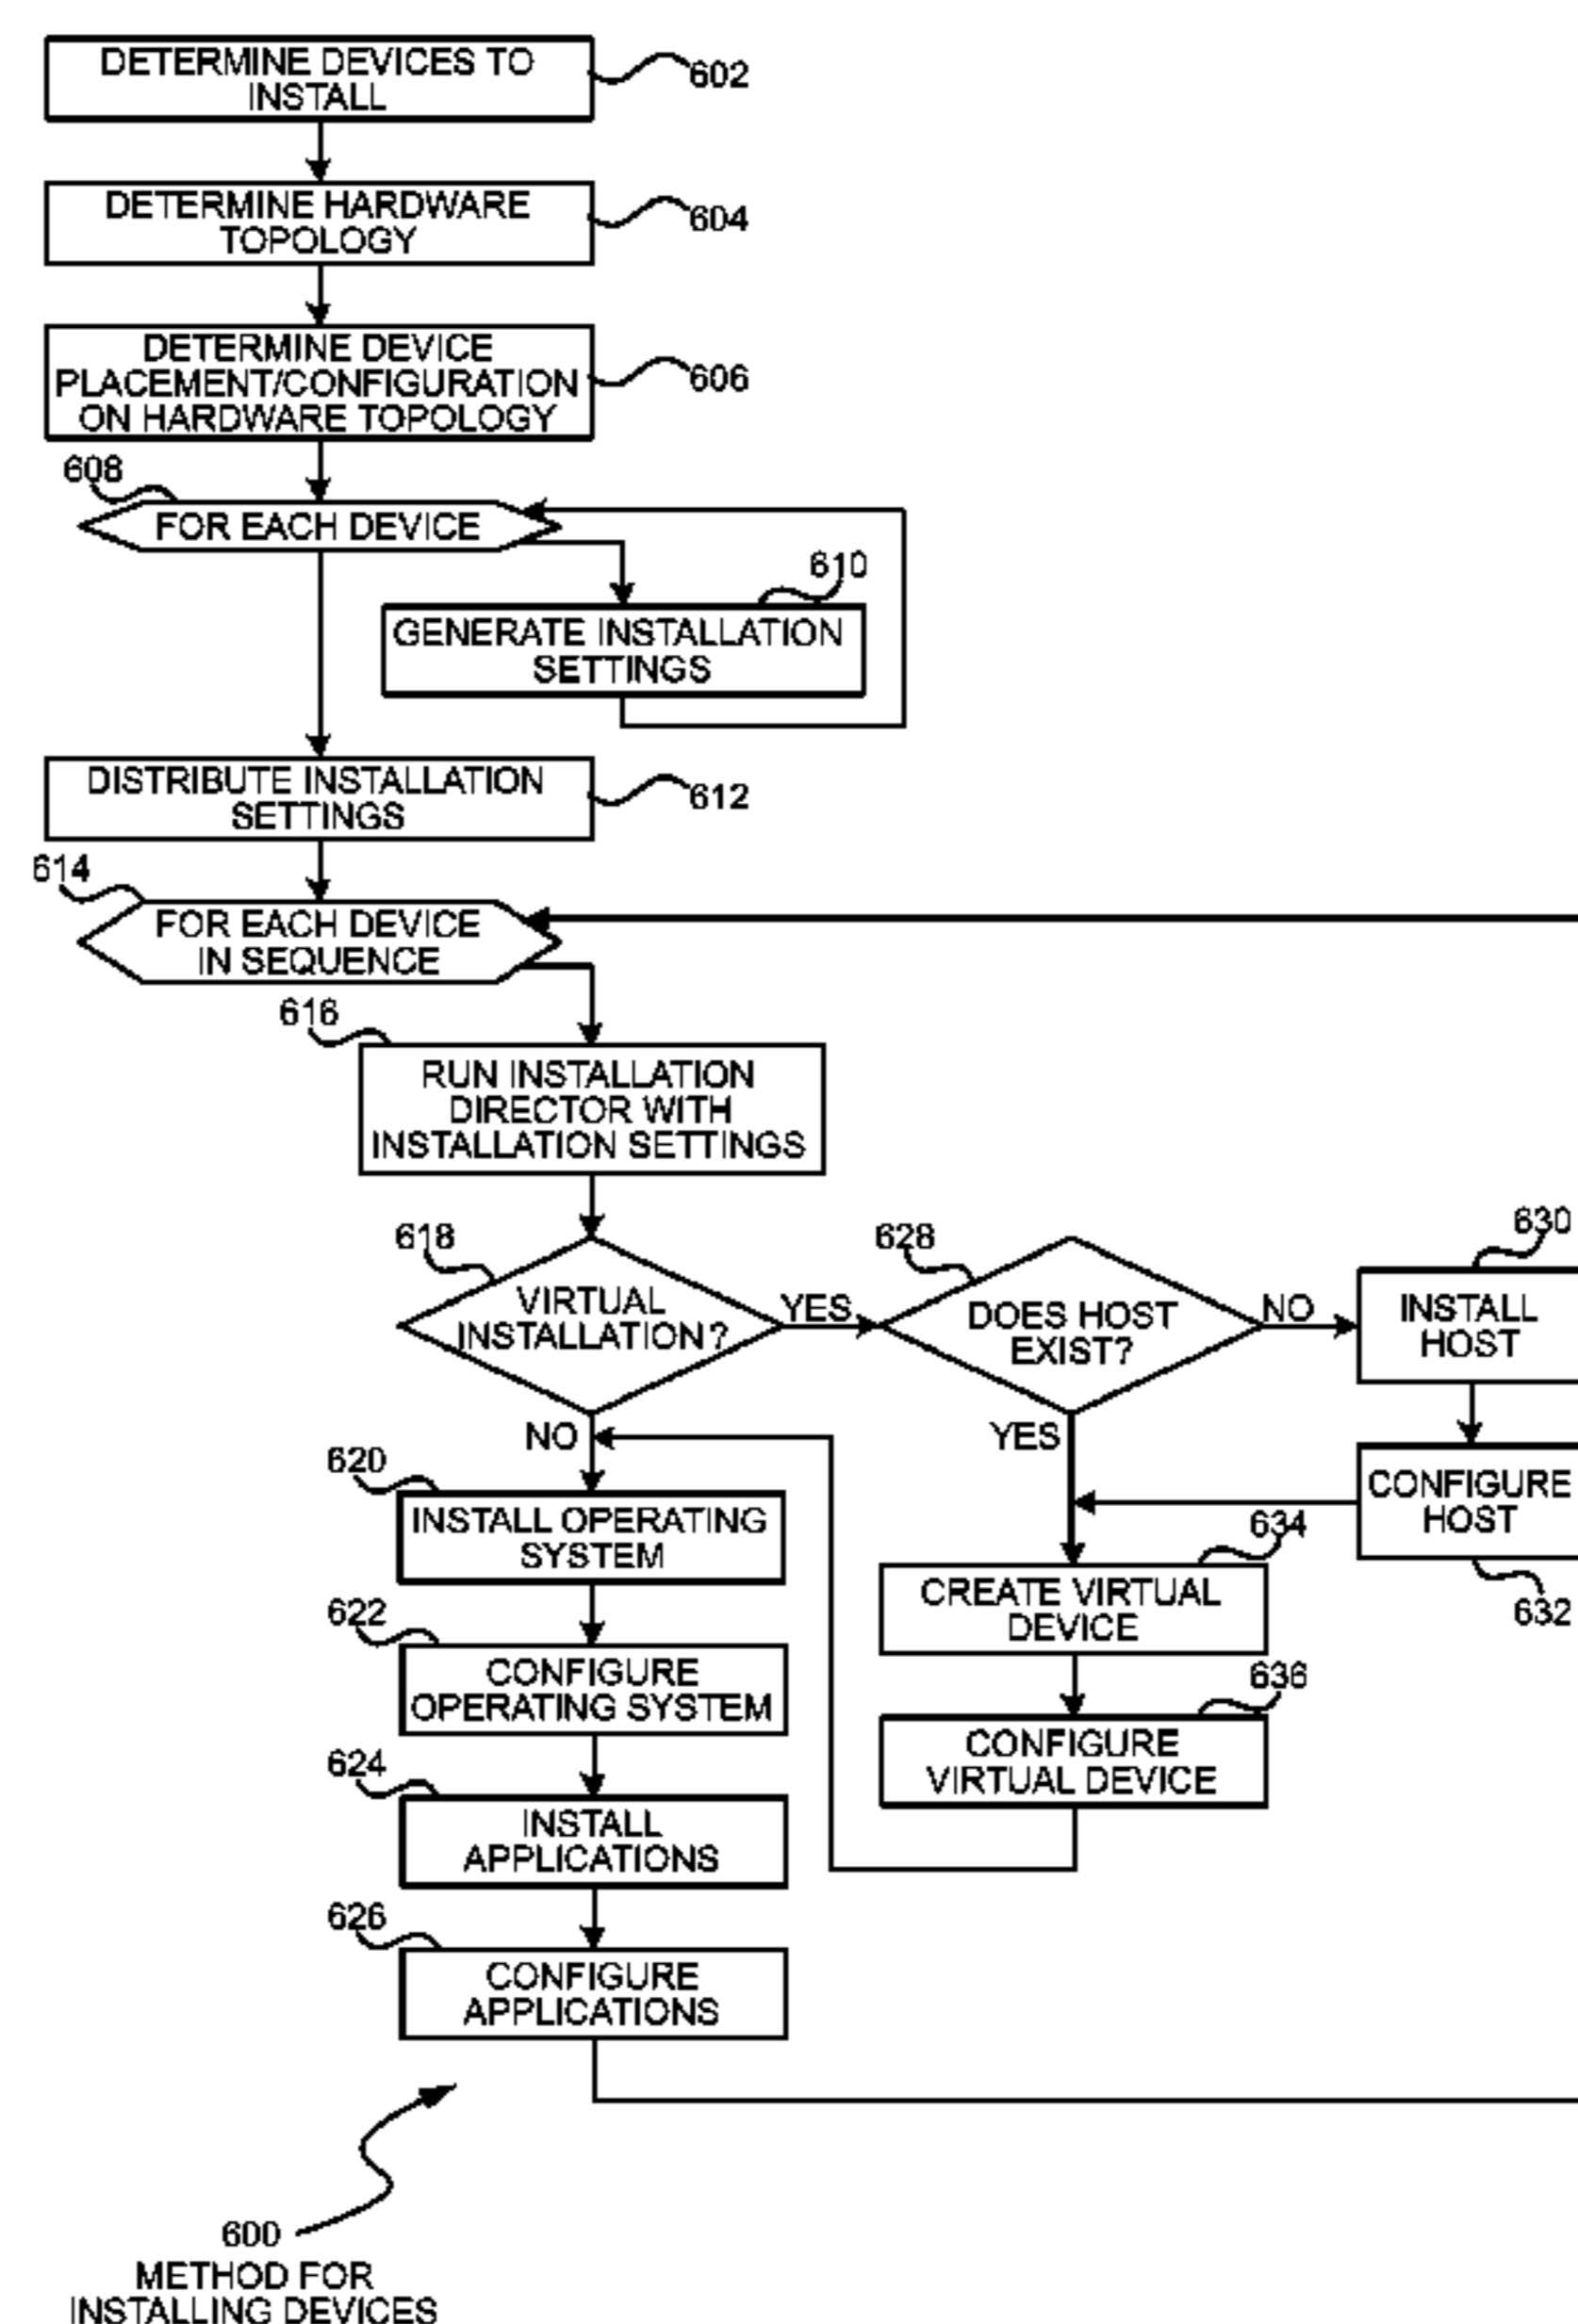 DETERMINE DEVICES TO
INSTALL
602
DETERMINE HARDWARE
TOPOLOGY
604
DETERMINE DEVICE
PLACEMENT/CONFIGURATION
ON HARDWARE TOPOLOGY
606
608
FOR EACH DEVICE
610
GENERATE INSTALLATION
SETTINGS
DISTRIBUTE INSTALLATION
SETTINGS
612
614
FOR EACH DEVICE
IN SEQUENCE
616
RUN INSTALLATION
DIRECTOR WITH
INSTALLATION SETTINGS
618
VIRTUAL
INSTALLATION?
YES
NO
628
DOES HOST
EXIST?
NO
YES
630
INSTALL
HOST
CONFIGURE
HOST
632
620
INSTALL OPERATING
SYSTEM
634
CREATE VIRTUAL
DEVICE
622
CONFIGURE
OPERATING SYSTEM
636
CONFIGURE
VIRTUAL DEVICE
624
INSTALL
APPLICATIONS
626
CONFIGURE
APPLICATIONS
600
METHOD FOR
INSTALLING DEVICES